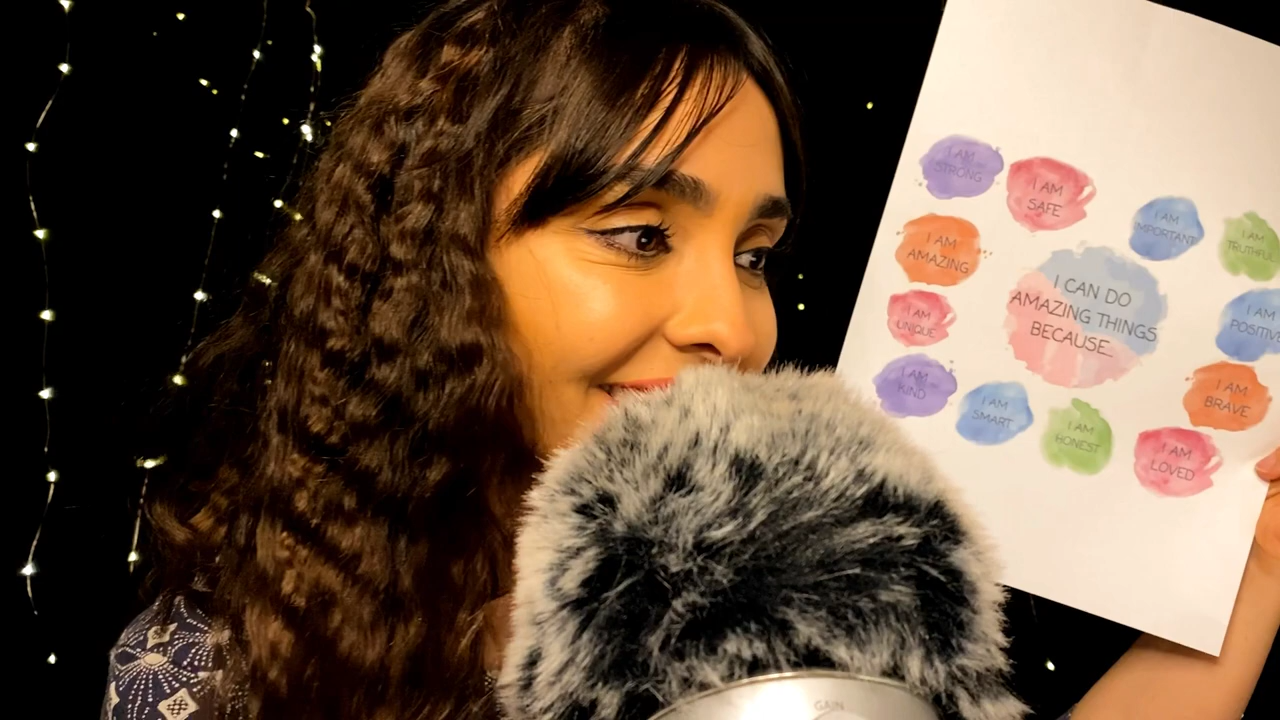 I AM
STRONG
I AM
SAFE
I AM
IMPORTANT
I AM
TRUTHFUL
I AM
AMAZING
I CAN DO
AMAZING THINGS
BECAUSE...
I AM
UNIQUE
I AM
POSITIVE
I AM
KIND
I AM
SMART
I AM
HONEST
I AM
LOVED
I AM
BRAVE
GAIN